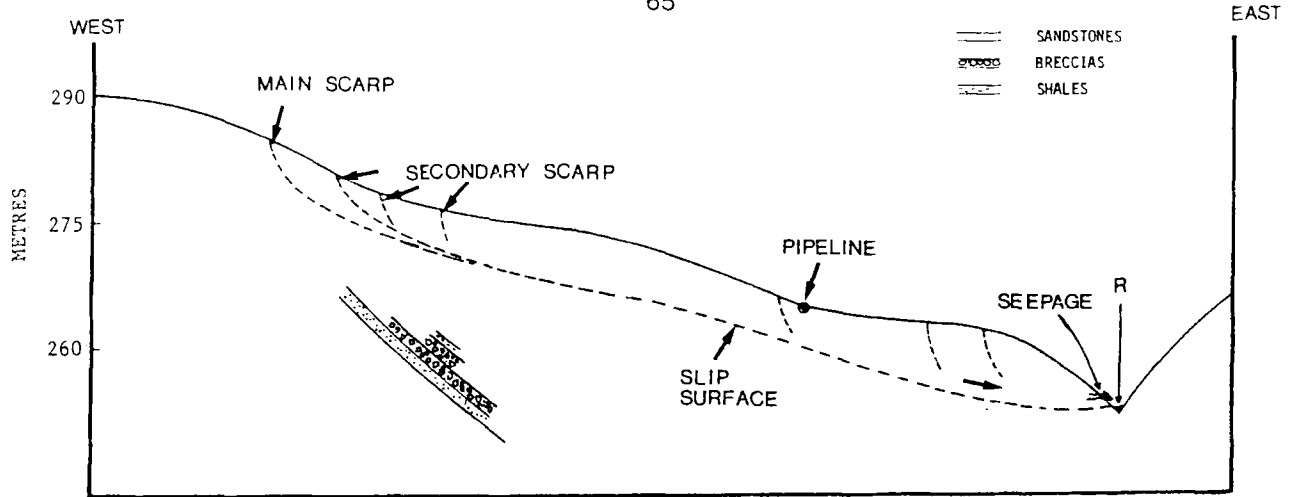 65
WEST
EAST
SANDSTONES
BRECCIAS
SHALES
MAIN SCARP
290
SECONDARY SCARP
METRES
275
PIPELINE
SEEPAGE
R
260
SLIP
SURFACE